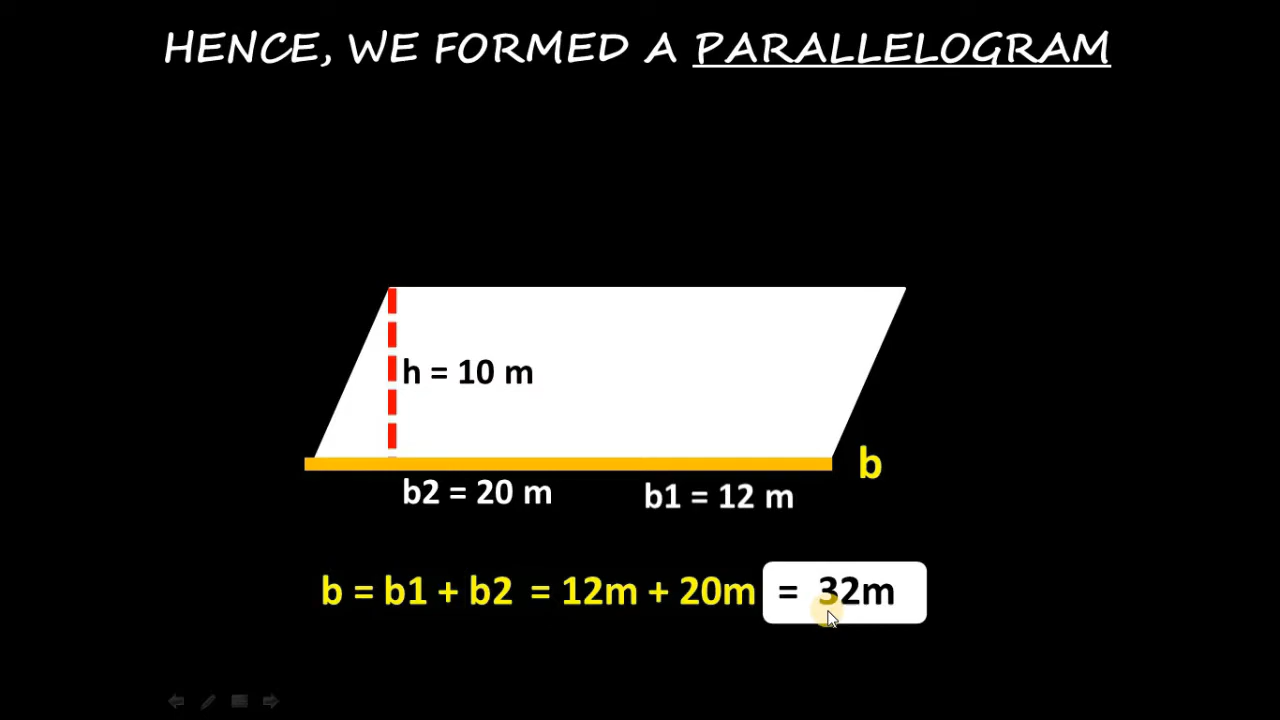 HENCE, WE FORMED A PARALLELOGRAM
h = 10 m
b
b2 = 20 m b1 = 12 m
b = b1 + b2 = 12m + 20m = 32m